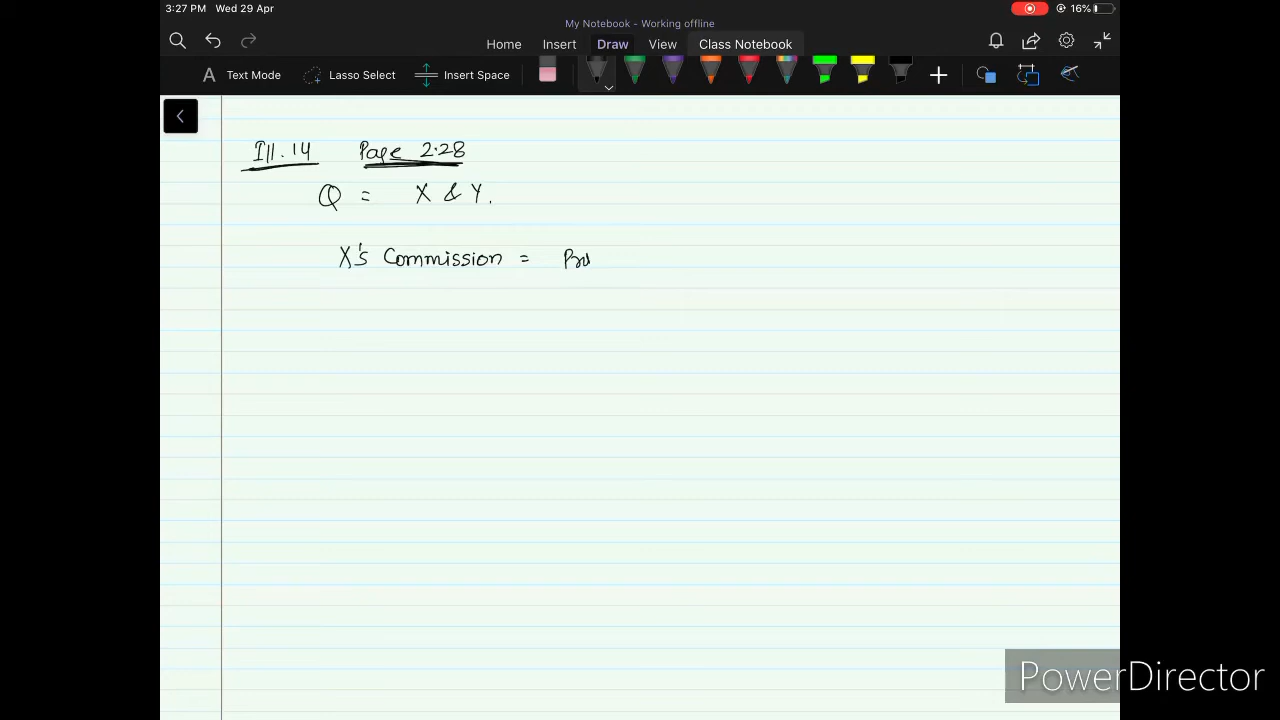 3:27 PM Wed 29 Apr 16%
My Notebook - Working offline
Home Insert Draw View Class Notebook
A Text Mode Lasso Select Insert Space
Ill. 14 Page 2.28
Q = X & Y.
X's Commission =
PowerDirector